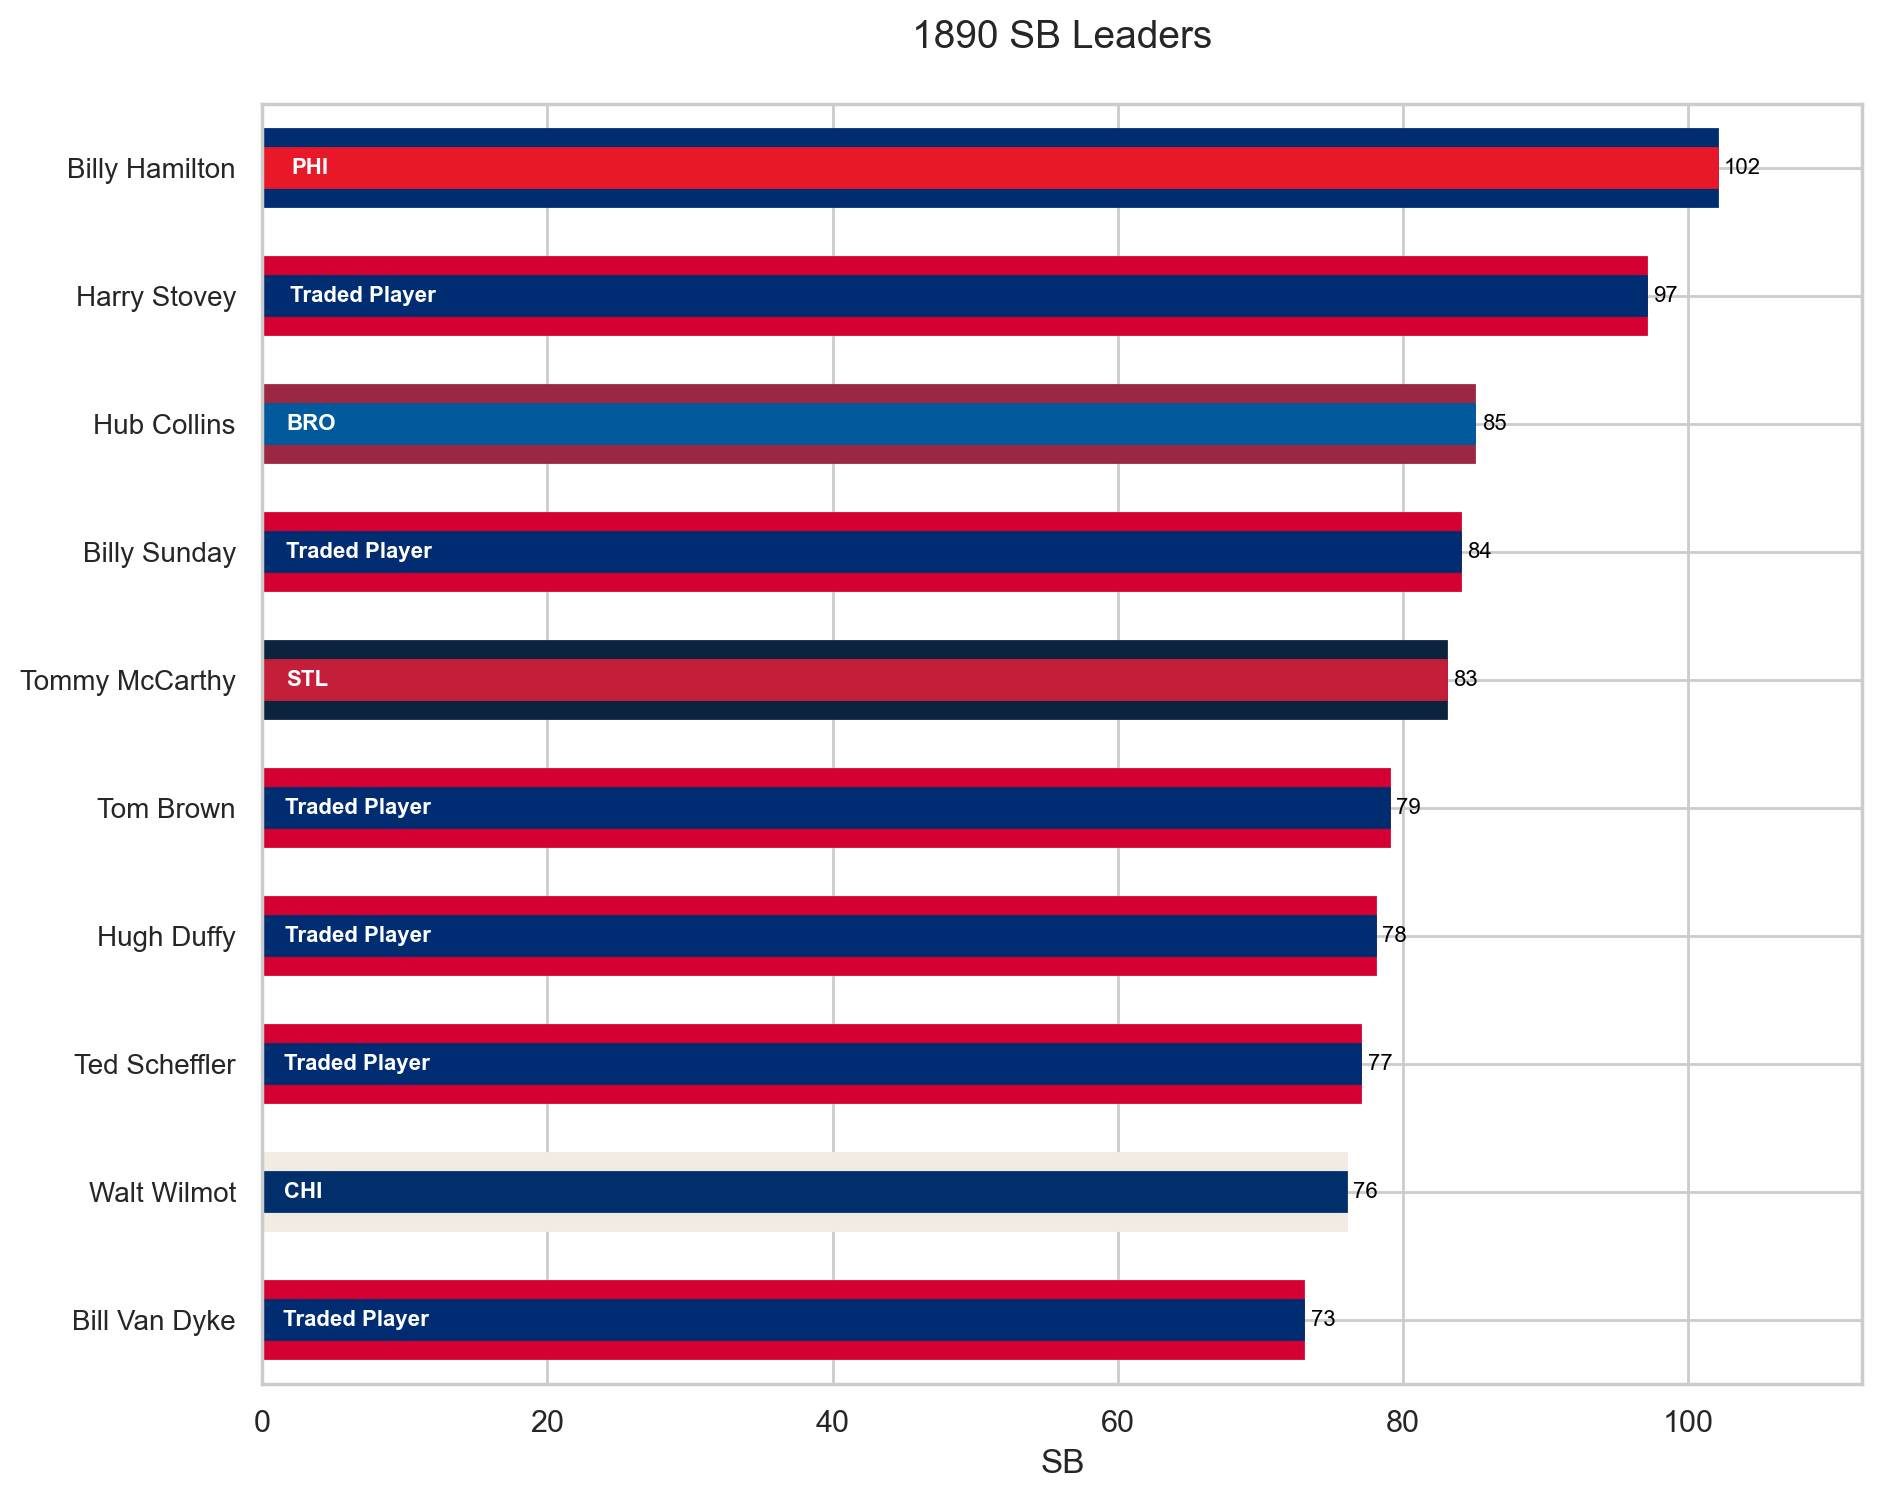 1890 SB Leaders
Billy Hamilton PHI 102
Harry Stovey Traded Player 97
Hub Collins BRO 85
Billy Sunday Traded Player 84
Tommy McCarthy STL 83
Tom Brown Traded Player 79
Hugh Duffy Traded Player 78
Ted Scheffler Traded Player 77
Walt Wilmot CHI 76
Bill Van Dyke Traded Player 73
0 20 40 60 80 100
SB